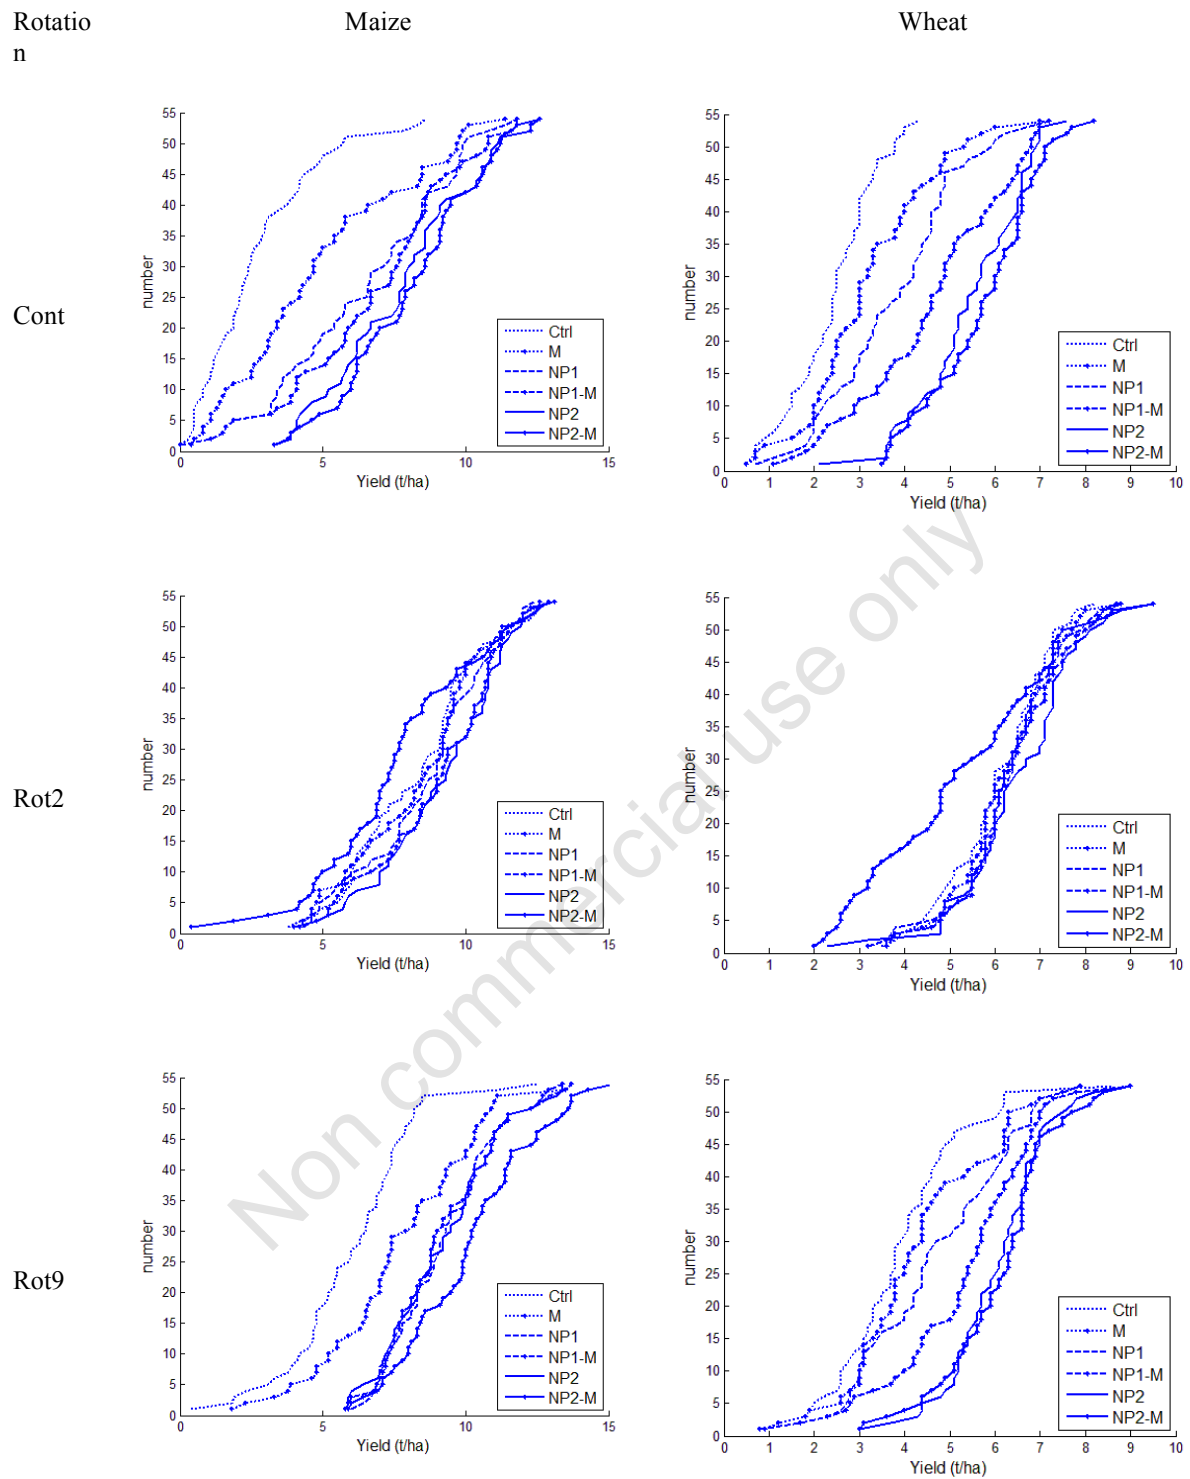 Rotatio
n
Maize
Wheat
Cont
55
50
45
40
35
30
25
20
15
10
5
0
number
0 5 10 15
Yield (t/ha)
Ctrl
M
NP1
NP1-M
NP2
NP2-M
55
50
45
40
35
30
25
20
15
10
5
0
number
0 1 2 3 4 5 6 7 8 9 10
Yield (t/ha)
Ctrl
M
NP1
NP1-M
NP2
NP2-M
Rot2
55
50
45
40
35
30
25
20
15
10
5
0
number
0 5 10 15
Yield (t/ha)
Ctrl
M
NP1
NP1-M
NP2
NP2-M
55
50
45
40
35
30
25
20
15
10
5
0
number
0 1 2 3 4 5 6 7 8 9 10
Yield (t/ha)
Ctrl
M
NP1
NP1-M
NP2
NP2-M
Rot9
55
50
45
40
35
30
25
20
15
10
5
0
number
0 5 10 15
Yield (t/ha)
Ctrl
M
NP1
NP1-M
NP2
NP2-M
55
50
45
40
35
30
25
20
15
10
5
0
number
0 1 2 3 4 5 6 7 8 9 10
Yield (t/ha)
Ctrl
M
NP1
NP1-M
NP2
NP2-M
Non commercial use only